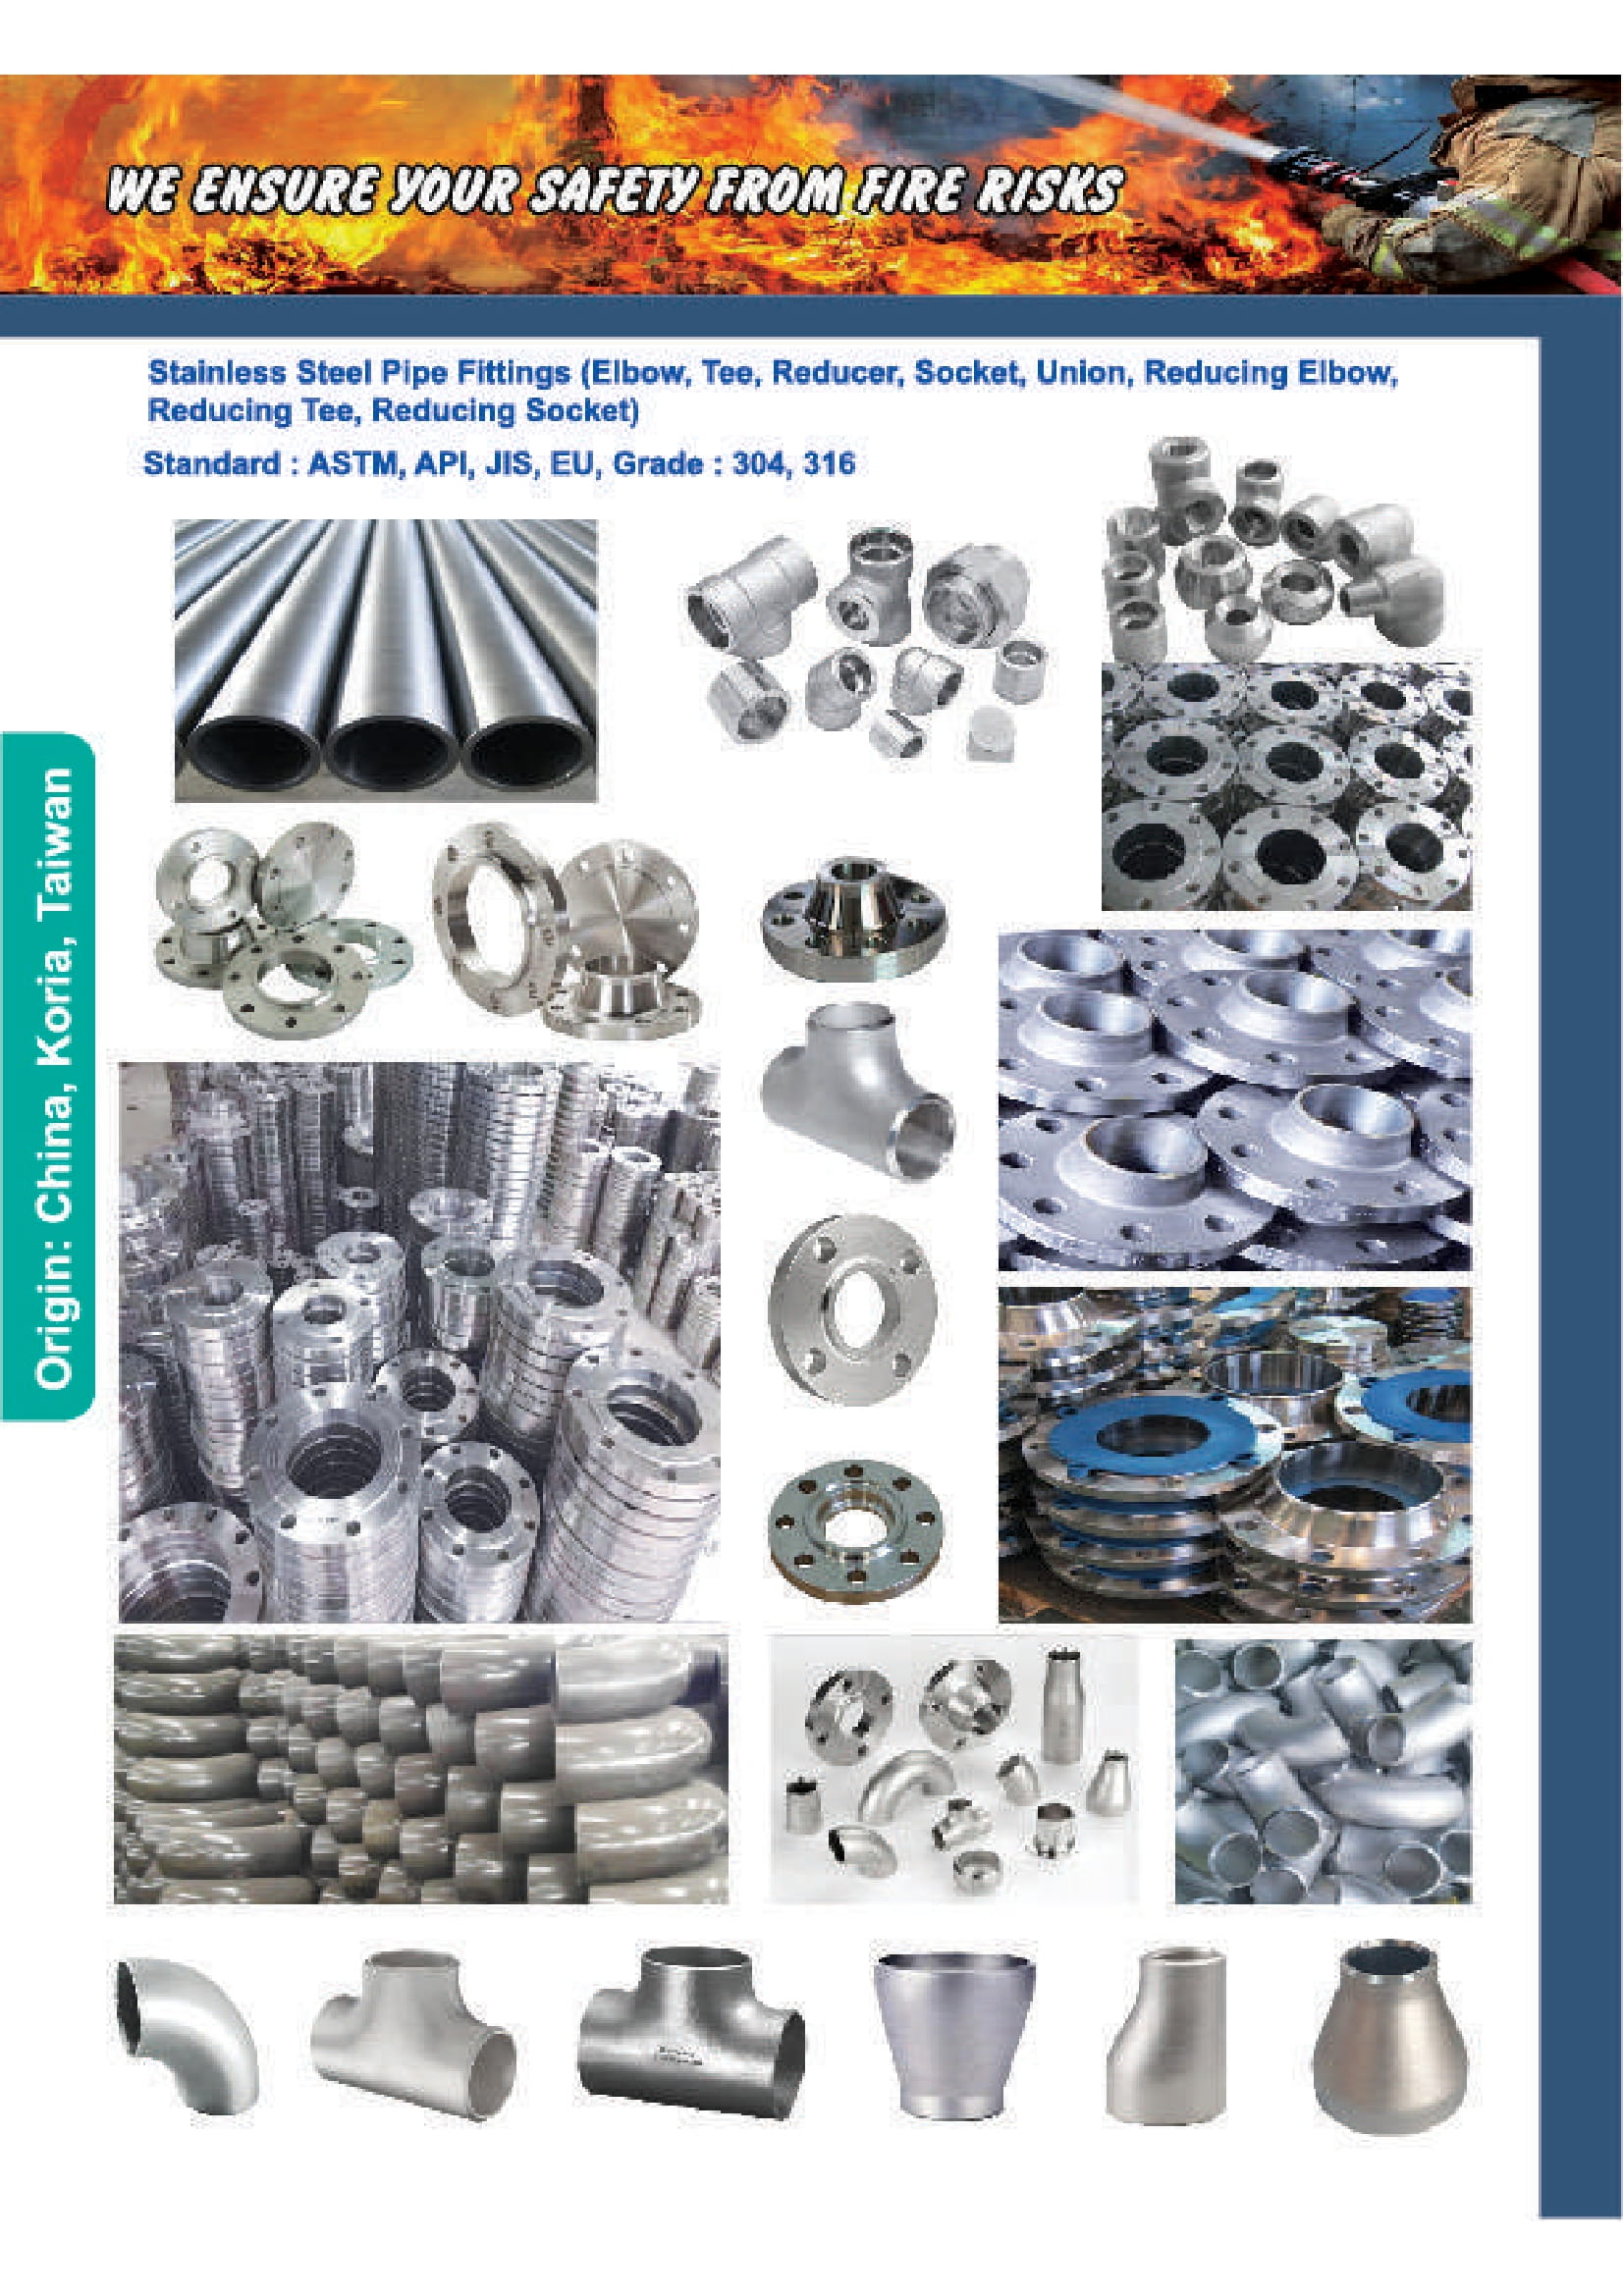 WE ENSURE YOUR SAFETY FROM FIRE RISKS
Stainless Steel Pipe Fittings (Elbow, Tee, Reducer, Socket, Union, Reducing Elbow,
Reducing Tee, Reducing Socket)
Standard : ASTM, API, JIS, EU, Grade : 304, 316
Origin: China, Koria, Taiwan